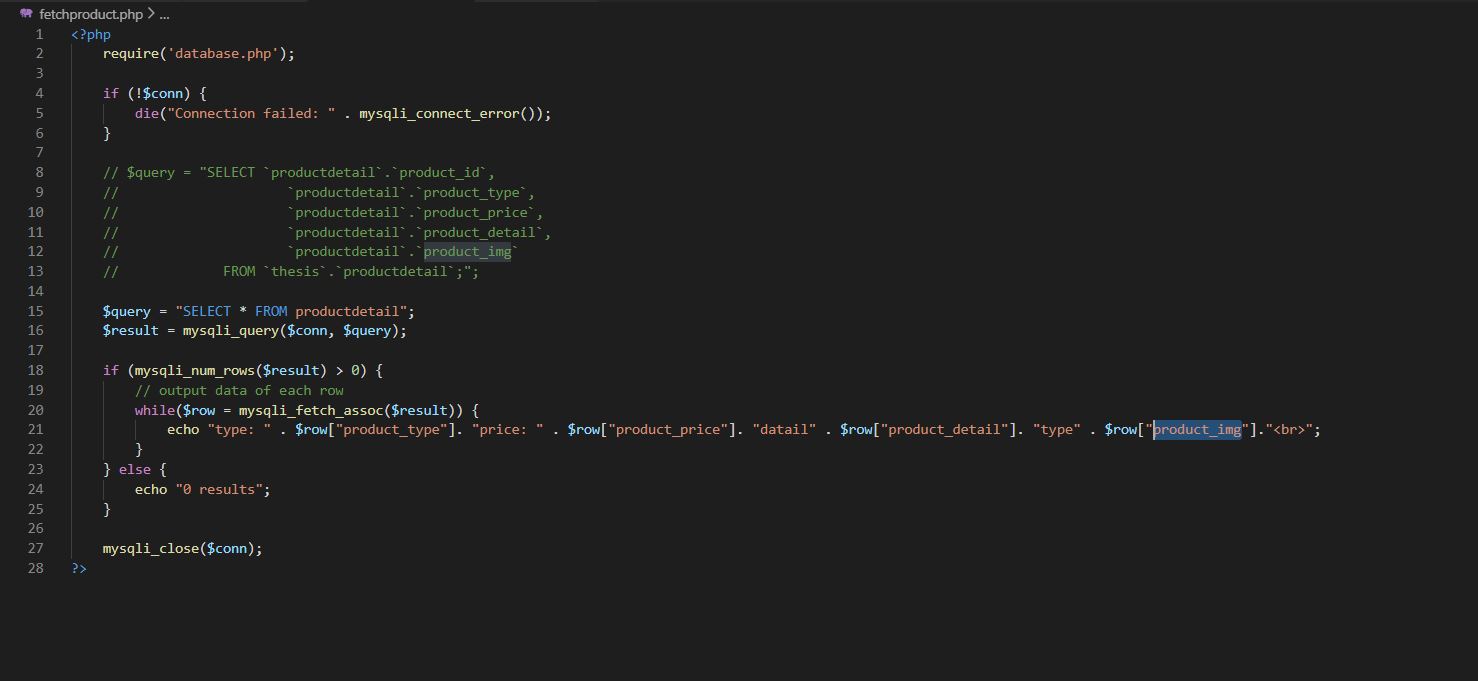 fetchproduct.php > ...
1 <?php
2     require('database.php');
3
4     if (!$conn) {
5         die("Connection failed: " . mysqli_connect_error());
6     }
7
8     // $query = "SELECT `productdetail`.`product_id`,
9     //                     `productdetail`.`product_type`,
10     //                     `productdetail`.`product_price`,
11     //                     `productdetail`.`product_detail`,
12     //                     `productdetail`.`product_img`
13     //             FROM `thesis`.`productdetail`;";
14
15     $query = "SELECT * FROM productdetail";
16     $result = mysqli_query($conn, $query);
17
18     if (mysqli_num_rows($result) > 0) {
19         // output data of each row
20         while($row = mysqli_fetch_assoc($result)) {
21             echo "type: " . $row["product_type"]. "price: " . $row["product_price"]. "datail" . $row["product_detail"]. "type" . $row["product_img"]."<br>";
22         }
23     } else {
24         echo "0 results";
25     }
26
27     mysqli_close($conn);
28 ?>